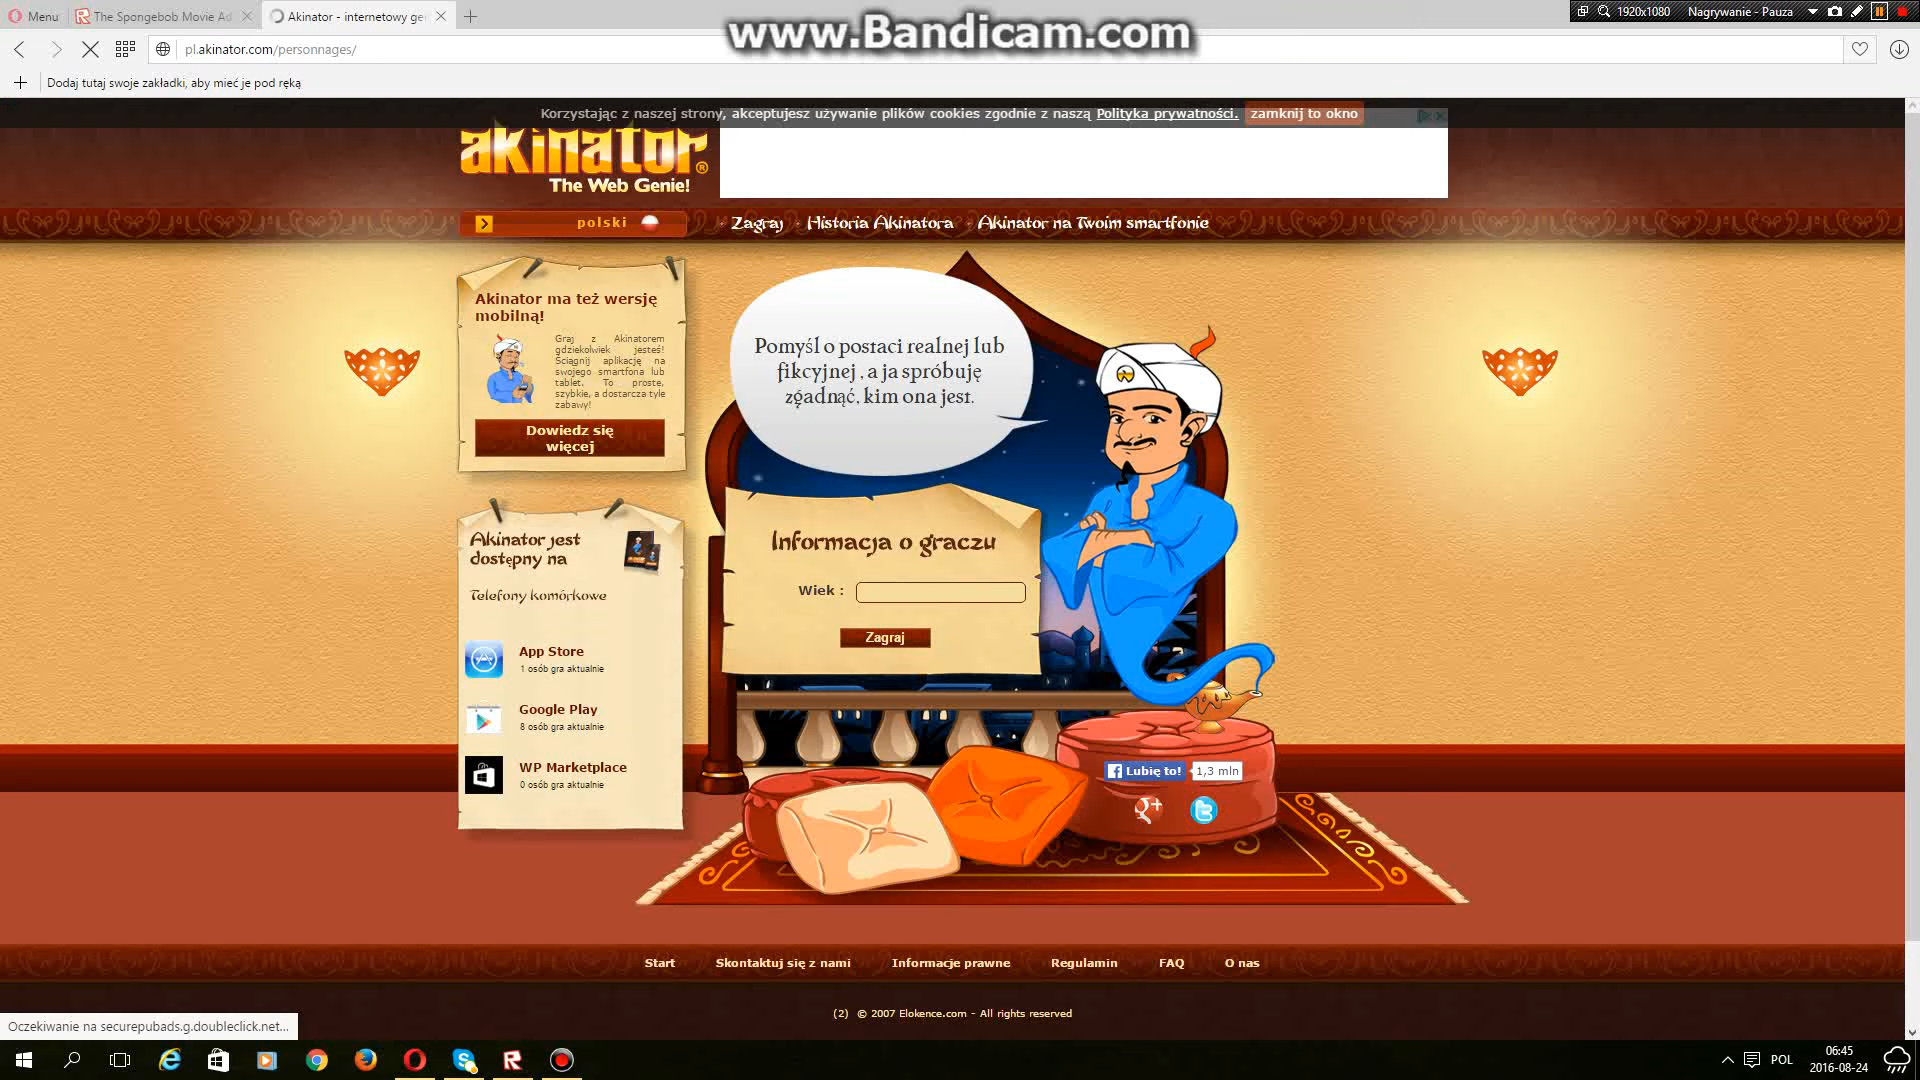 Menu
The Spongebob Movie Ad
Akinator - internetowy ge
www.Bandicam.com
1920x1080
Nagrywanie - Pauza
pl.akinator.com/personnages/
Dodaj tutaj swoje zakładki, aby mieć je pod ręką
Korzystając z naszej strony, akceptujesz używanie plików cookies zgodnie z naszą Polityka prywatności. zamknij to okno
akinator®
The Web Genie!
polski
Zagraj
Historia Akinatora
Akinator na Twoim smartfonie
Akinator ma też wersję
mobilną!
Graj z Akinatorem
gdziekolwiek jesteś!
Ściągnij aplikację na
swojego smartfona lub
tablet. To proste,
szybkie, a dostarcza tyle
zabawy!
Dowiedz się
więcej
Akinator jest
dostępny na
Telefony komórkowe
App Store
1 osób gra aktualnie
Google Play
8 osób gra aktualnie
WP Marketplace
0 osób gra aktualnie
Pomyśl o postaci realnej lub
fikcyjnej , a ja spróbuję
zgadnąć, kim ona jest.
Informacja o graczu
Wiek :
Zagraj
Lubię to!
1,3 mln
Start
Skontaktuj się z nami
Informacje prawne
Regulamin
FAQ
O nas
(2) © 2007 Elokence.com - All rights reserved
Oczekiwanie na securepubads.g.doubleclick.net...
POL
06:45
2016-08-24